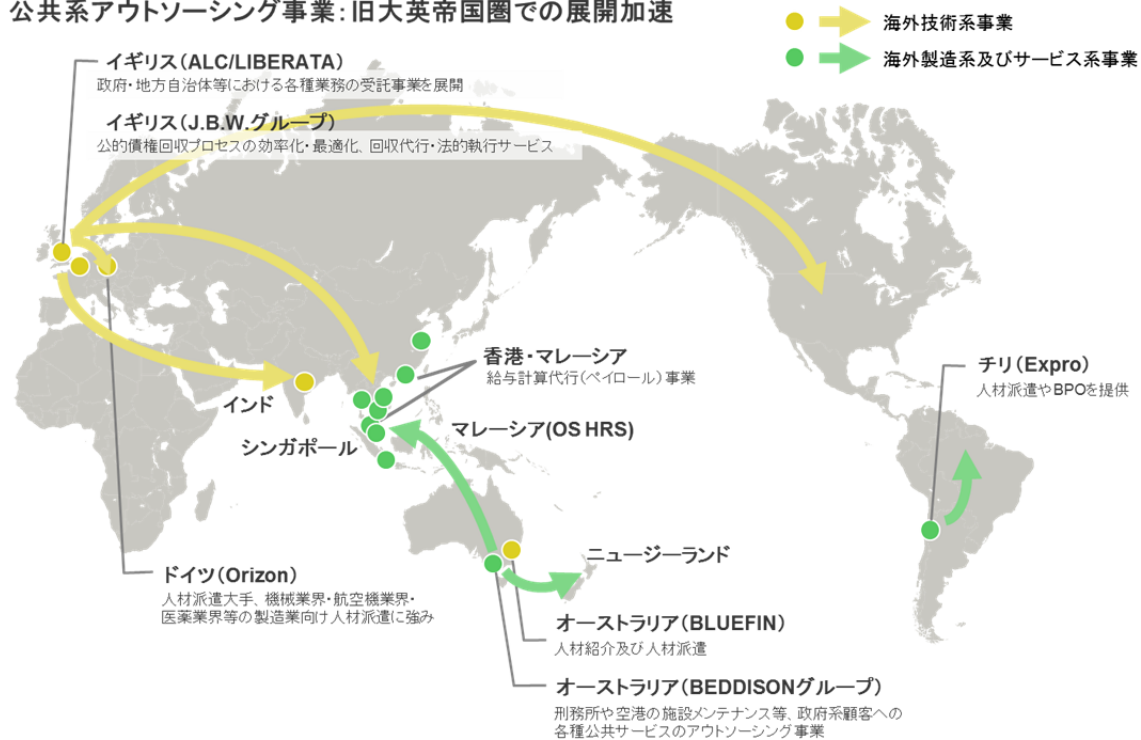 公共系アウトソーシング事業：旧大英帝国圏での展開加速
海外技術系事業
海外製造系及びサービス系事業
イギリス（ALC/LIBERATA）
政府・地方自治体等における各種業務の受託事業を展開
イギリス（J.B.W.グループ）
公的債権回収プロセスの効率化・最適化、回収代行・法的執行サービス
香港・マレーシア
給与計算代行（ペイロール）事業
チリ（Expro）
人材派遣やBPOを提供
インド
マレーシア(OS HRS)
シンガポール
ニュージーランド
ドイツ（Orizon）
人材派遣大手、機械業界・航空機業界・
医薬業界等の製造業向け人材派遣に強み
オーストラリア（BLUEFIN）
人材紹介及び人材派遣
オーストラリア（BEDDISONグループ）
刑務所や空港の施設メンテナンス等、政府系顧客への
各種公共サービスのアウトソーシング事業